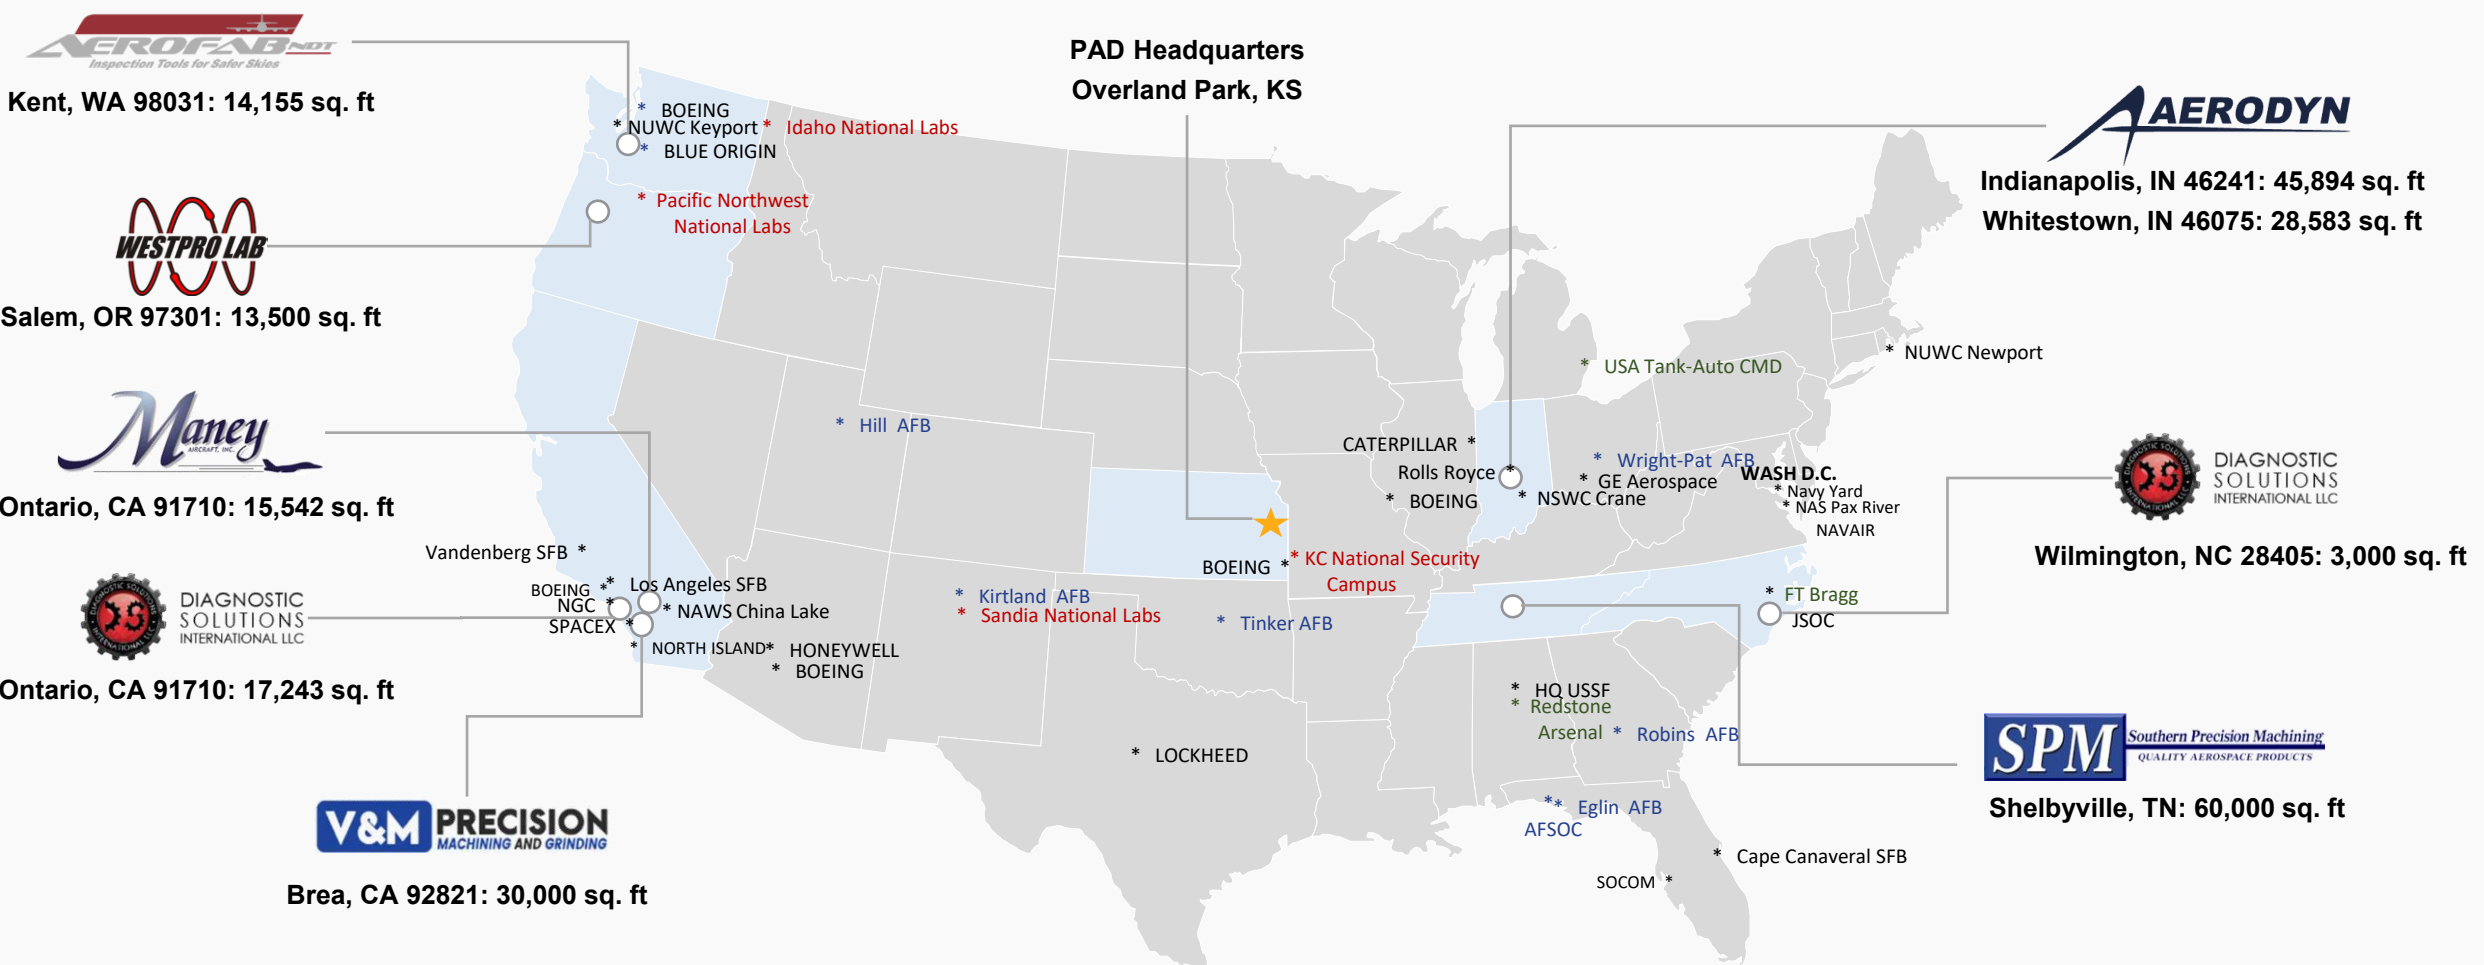 AEROFAB NDT
Inspection Tools for Safer Skies
Kent, WA 98031: 14,155 sq. ft
WESTPRO LAB
Salem, OR 97301: 13,500 sq. ft
Maney
AIRCRAFT, INC.
Ontario, CA 91710: 15,542 sq. ft
DIAGNOSTIC
SOLUTIONS
INTERNATIONAL LLC
Ontario, CA 91710: 17,243 sq. ft
V&M PRECISION
MACHINING AND GRINDING
Brea, CA 92821: 30,000 sq. ft
PAD Headquarters
Overland Park, KS
* BOEING
* NUWC Keyport
* Idaho National Labs
* BLUE ORIGIN
* Pacific Northwest
National Labs
* Hill AFB
Vandenberg SFB *
* Los Angeles SFB
BOEING *
NGC *
* NAWS China Lake
SPACEX *
* NORTH ISLAND
* HONEYWELL
* BOEING
* Kirtland AFB
* Sandia National Labs
* Tinker AFB
* LOCKHEED
BOEING *
* KC National Security
Campus
CATERPILLAR *
Rolls Royce *
* BOEING
* NSWC Crane
* USA Tank-Auto CMD
* Wright-Pat AFB
* GE Aerospace
WASH D.C.
* Navy Yard
* NAS Pax River
NAVAIR
* NUWC Newport
* FT Bragg
JSOC
* HQ USSF
* Redstone
Arsenal
* Robins AFB
** Eglin AFB
AFSOC
* Cape Canaveral SFB
SOCOM *
AERODYN
Indianapolis, IN 46241: 45,894 sq. ft
Whitestown, IN 46075: 28,583 sq. ft
DIAGNOSTIC
SOLUTIONS
INTERNATIONAL LLC
Wilmington, NC 28405: 3,000 sq. ft
SPM Southern Precision Machining
QUALITY AEROSPACE PRODUCTS
Shelbyville, TN: 60,000 sq. ft